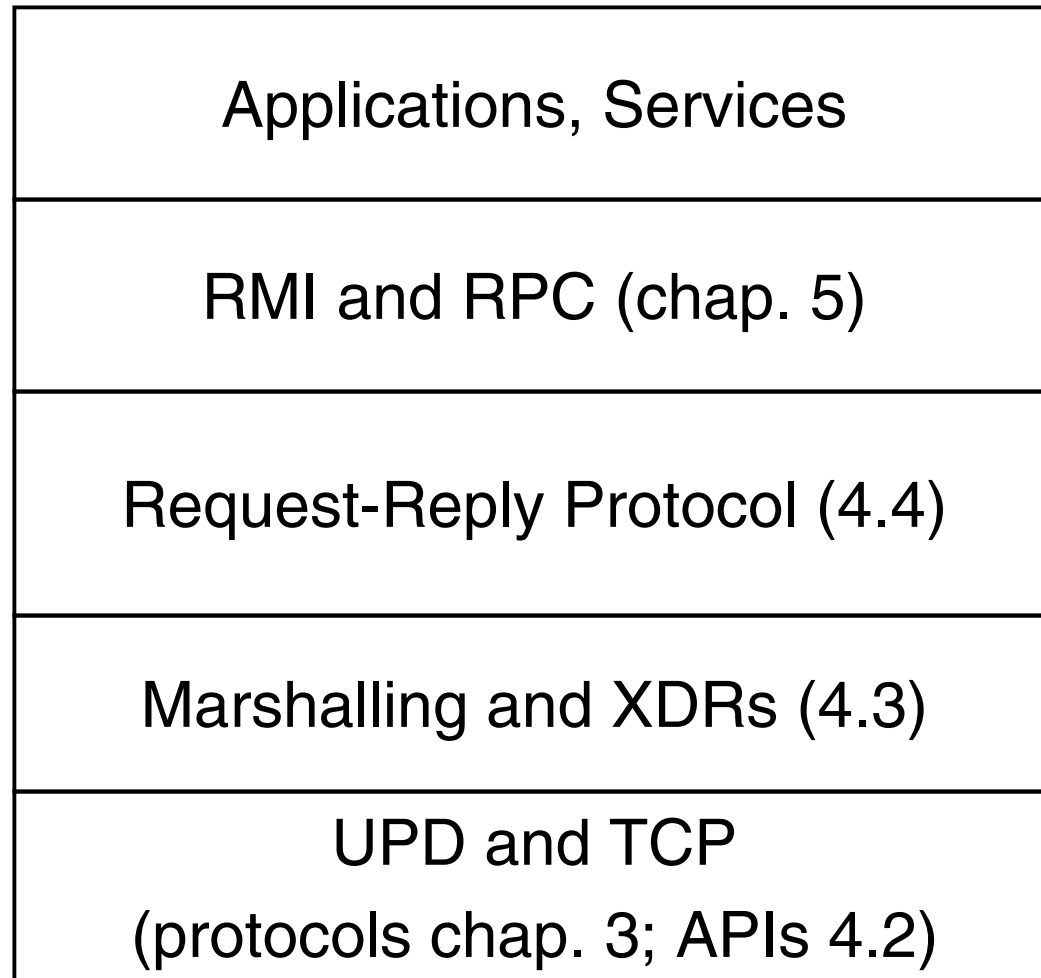 Applications, Services
RMI and RPC (chap. 5)
Request-Reply Protocol (4.4)
Marshalling and XDRs (4.3)
UPD and TCP
(protocols chap. 3; APIs 4.2)